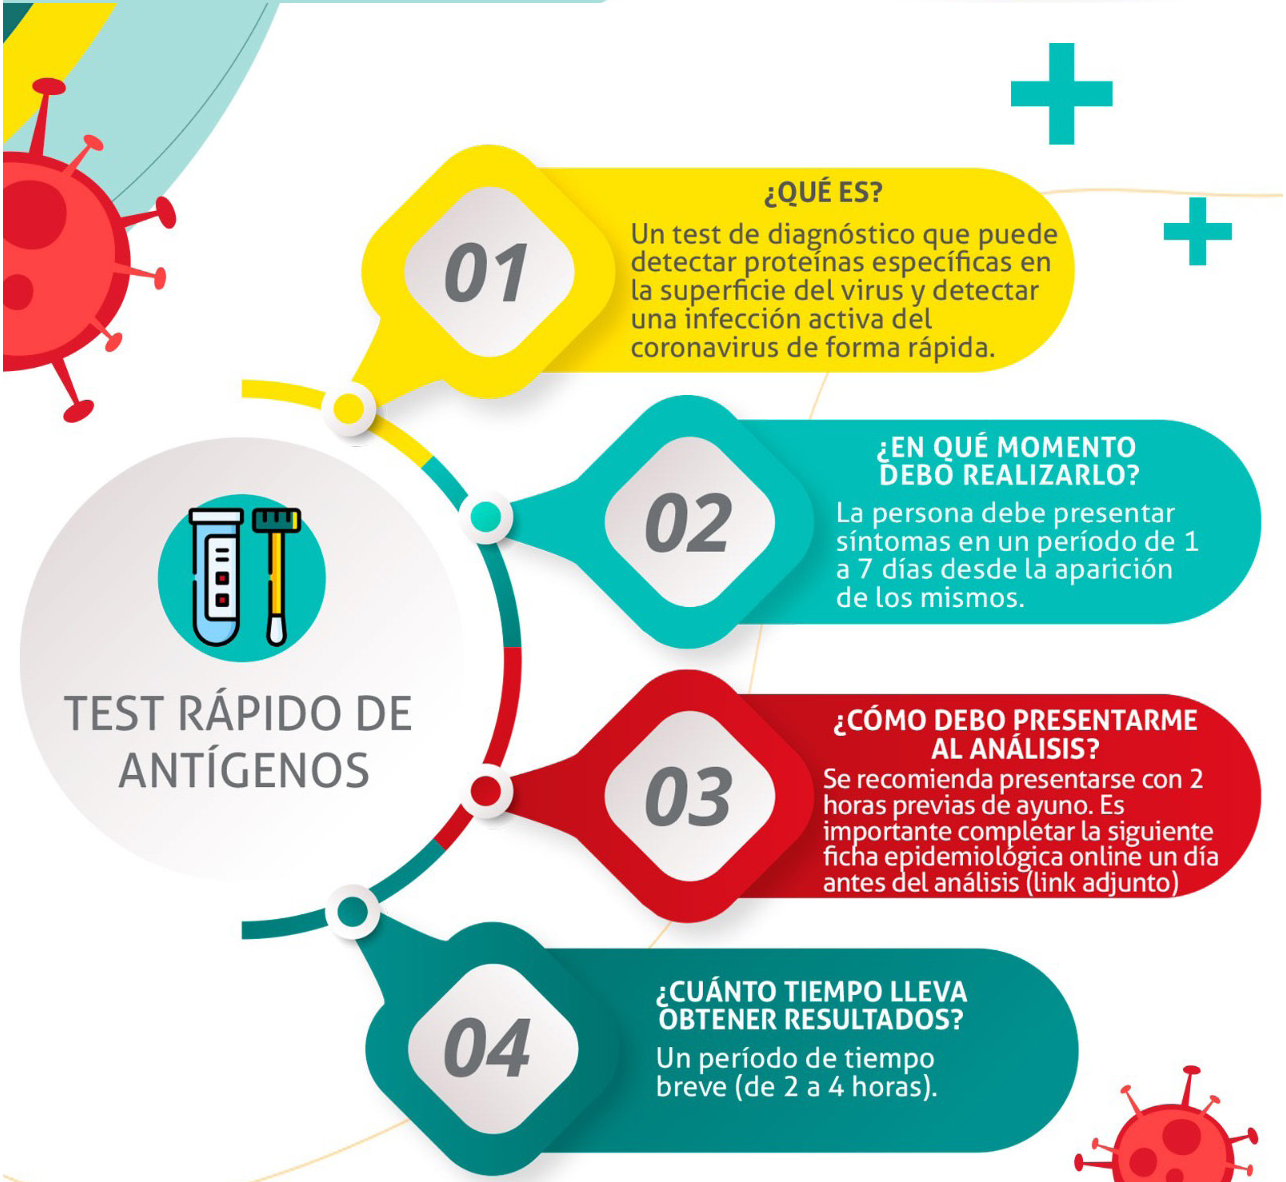 01
¿QUÉ ES?
Un test de diagnóstico que puede
detectar proteínas específicas en
la superficie del virus y detectar
una infección activa del
coronavirus de forma rápida.
02
¿EN QUÉ MOMENTO
DEBO REALIZARLO?
La persona debe presentar
síntomas en un período de 1
a 7 días desde la aparición
de los mismos.
TEST RÁPIDO DE
ANTÍGENOS
03
¿CÓMO DEBO PRESENTARME
AL ANÁLISIS?
Se recomienda presentarse con 2
horas previas de ayuno. Es
importante completar la siguiente
ficha epidemiológica online un día
antes del análisis (link adjunto)
04
¿CUÁNTO TIEMPO LLEVA
OBTENER RESULTADOS?
Un período de tiempo
breve (de 2 a 4 horas).